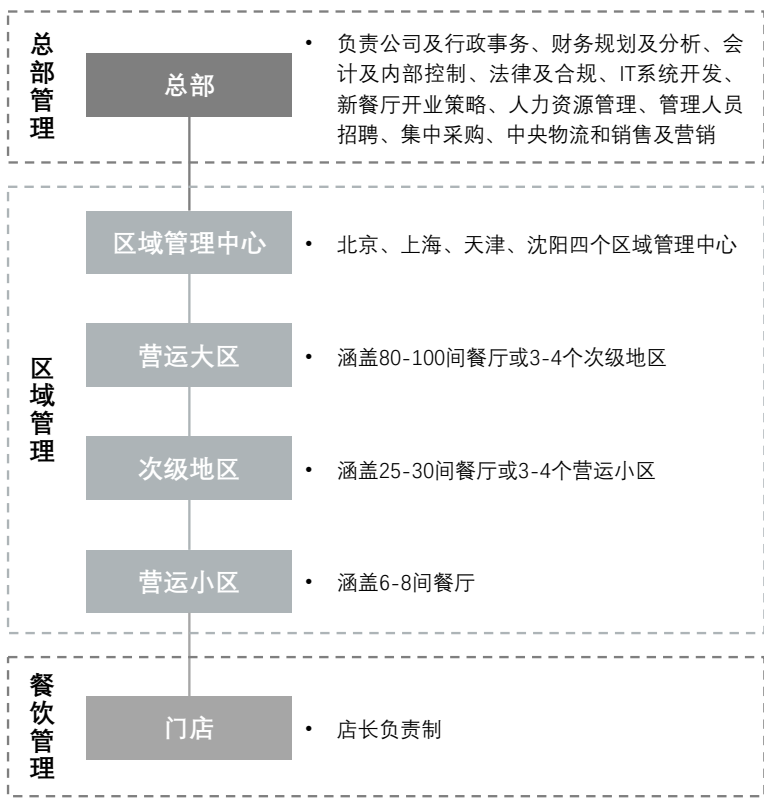 总部管理
总部
• 负责公司及行政事务、财务规划及分析、会
计及内部控制、法律及合规、IT系统开发、
新餐厅开业策略、人力资源管理、管理人员
招聘、集中采购、中央物流和销售及营销
区域管理
区域管理中心
• 北京、上海、天津、沈阳四个区域管理中心
营运大区
• 涵盖80-100间餐厅或3-4个次级地区
次级地区
• 涵盖25-30间餐厅或3-4个营运小区
营运小区
• 涵盖6-8间餐厅
餐饮管理
门店
• 店长负责制